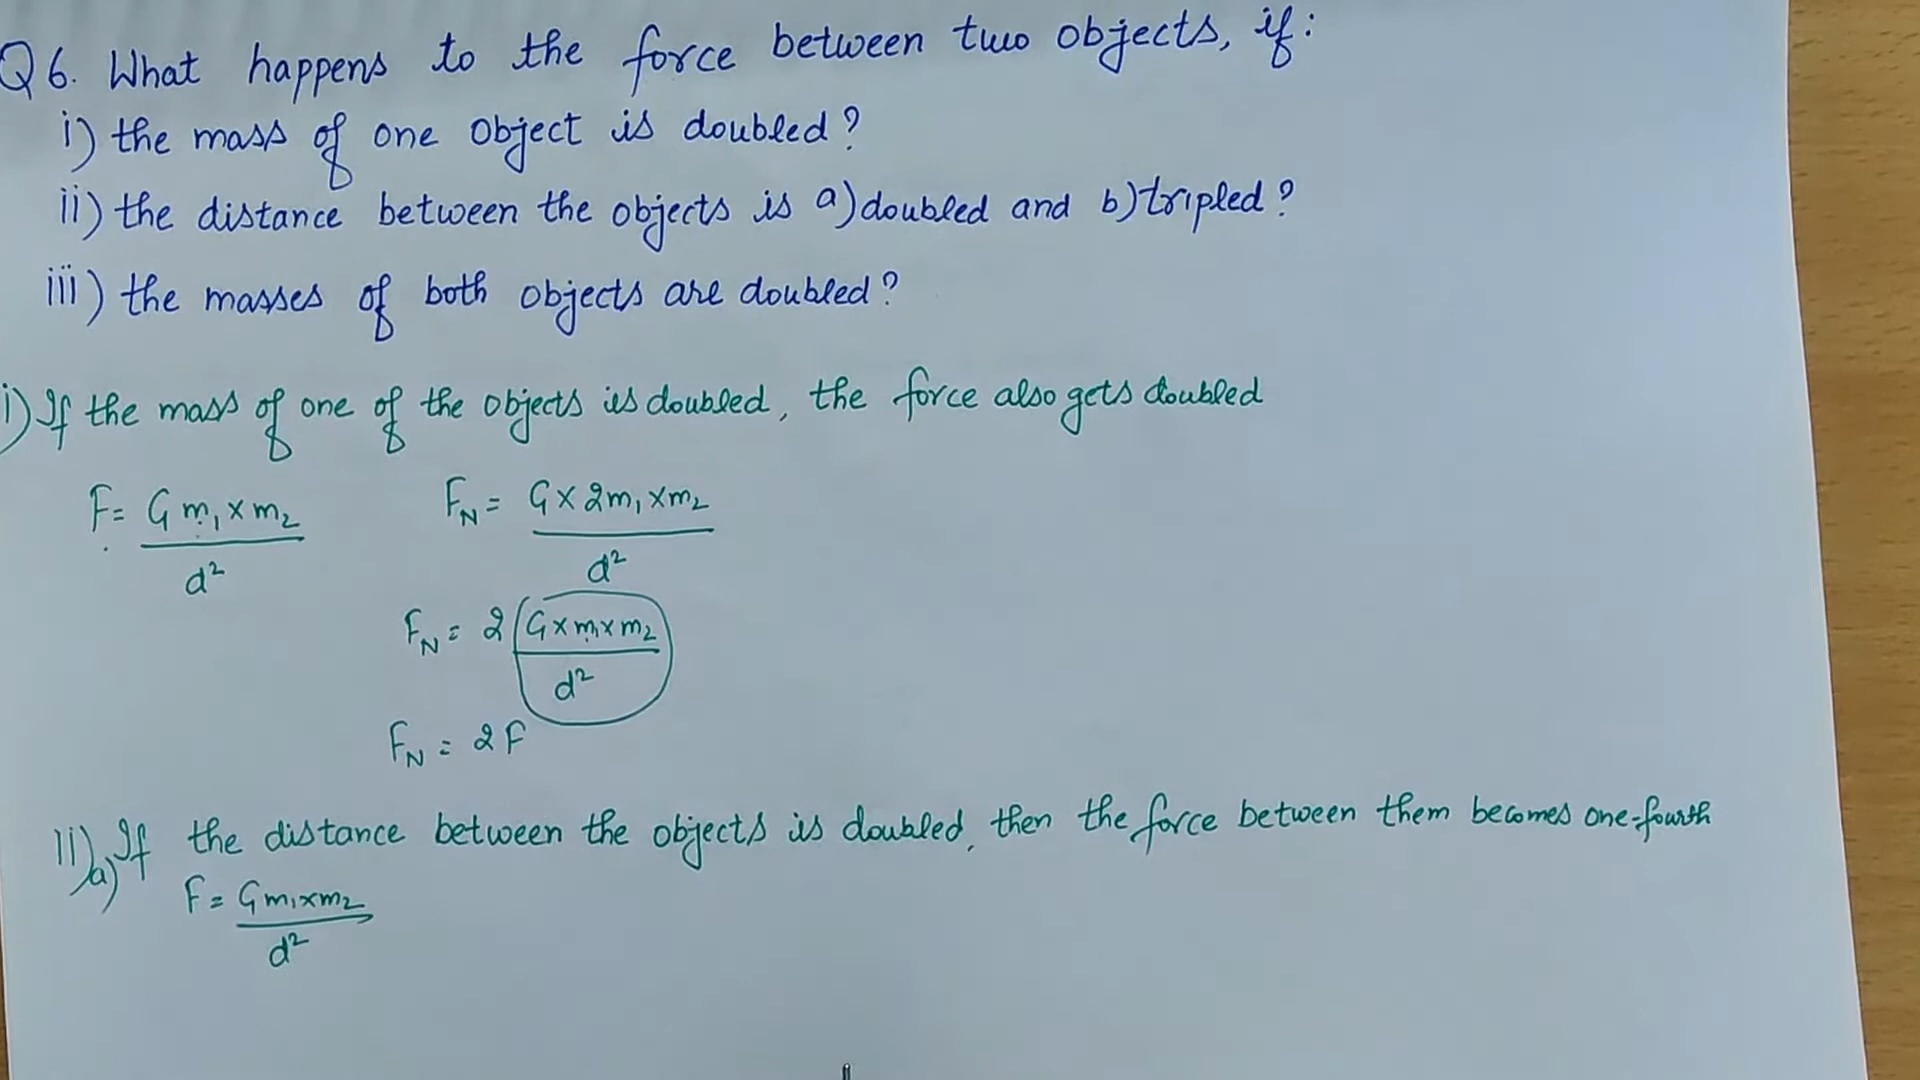 Q6. What happens to the force between two objects, if:
i) the mass of one object is doubled?
ii) the distance between the objects is a) doubled and b) tripled?
iii) the masses of both objects are doubled?
i) If the mass of one of the objects is doubled, the force also gets doubled
F = G m₁ × m₂ / d²
F_N = G × 2m₁ × m₂ / d²
F_N = 2 (G × m₁ × m₂ / d²)
F_N = 2F
ii) a) If the distance between the objects is doubled, then the force between them becomes one-fourth
F = G m₁ × m₂ / d²